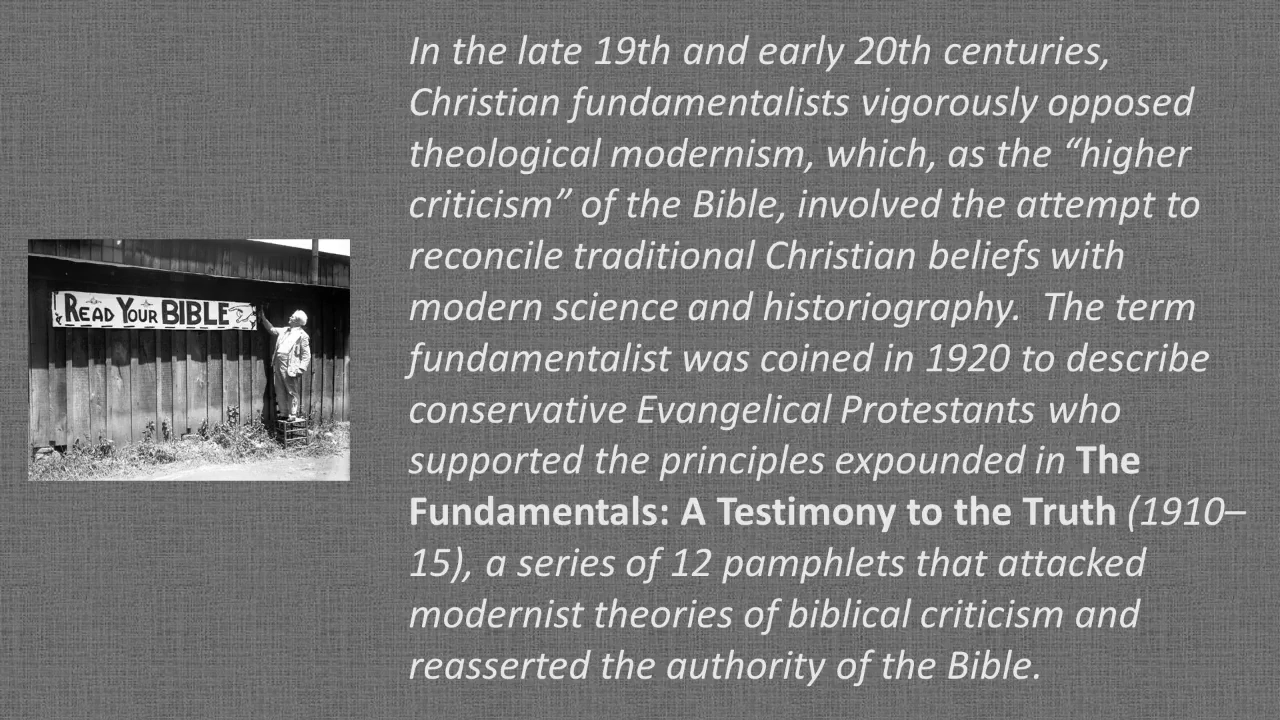 In the late 19th and early 20th centuries,
Christian fundamentalists vigorously opposed
theological modernism, which, as the “higher
criticism” of the Bible, involved the attempt to
reconcile traditional Christian beliefs with
modern science and historiography.  The term
fundamentalist was coined in 1920 to describe
conservative Evangelical Protestants who
supported the principles expounded in The
Fundamentals: A Testimony to the Truth (1910–
15), a series of 12 pamphlets that attacked
modernist theories of biblical criticism and
reasserted the authority of the Bible.
READ YOUR BIBLE